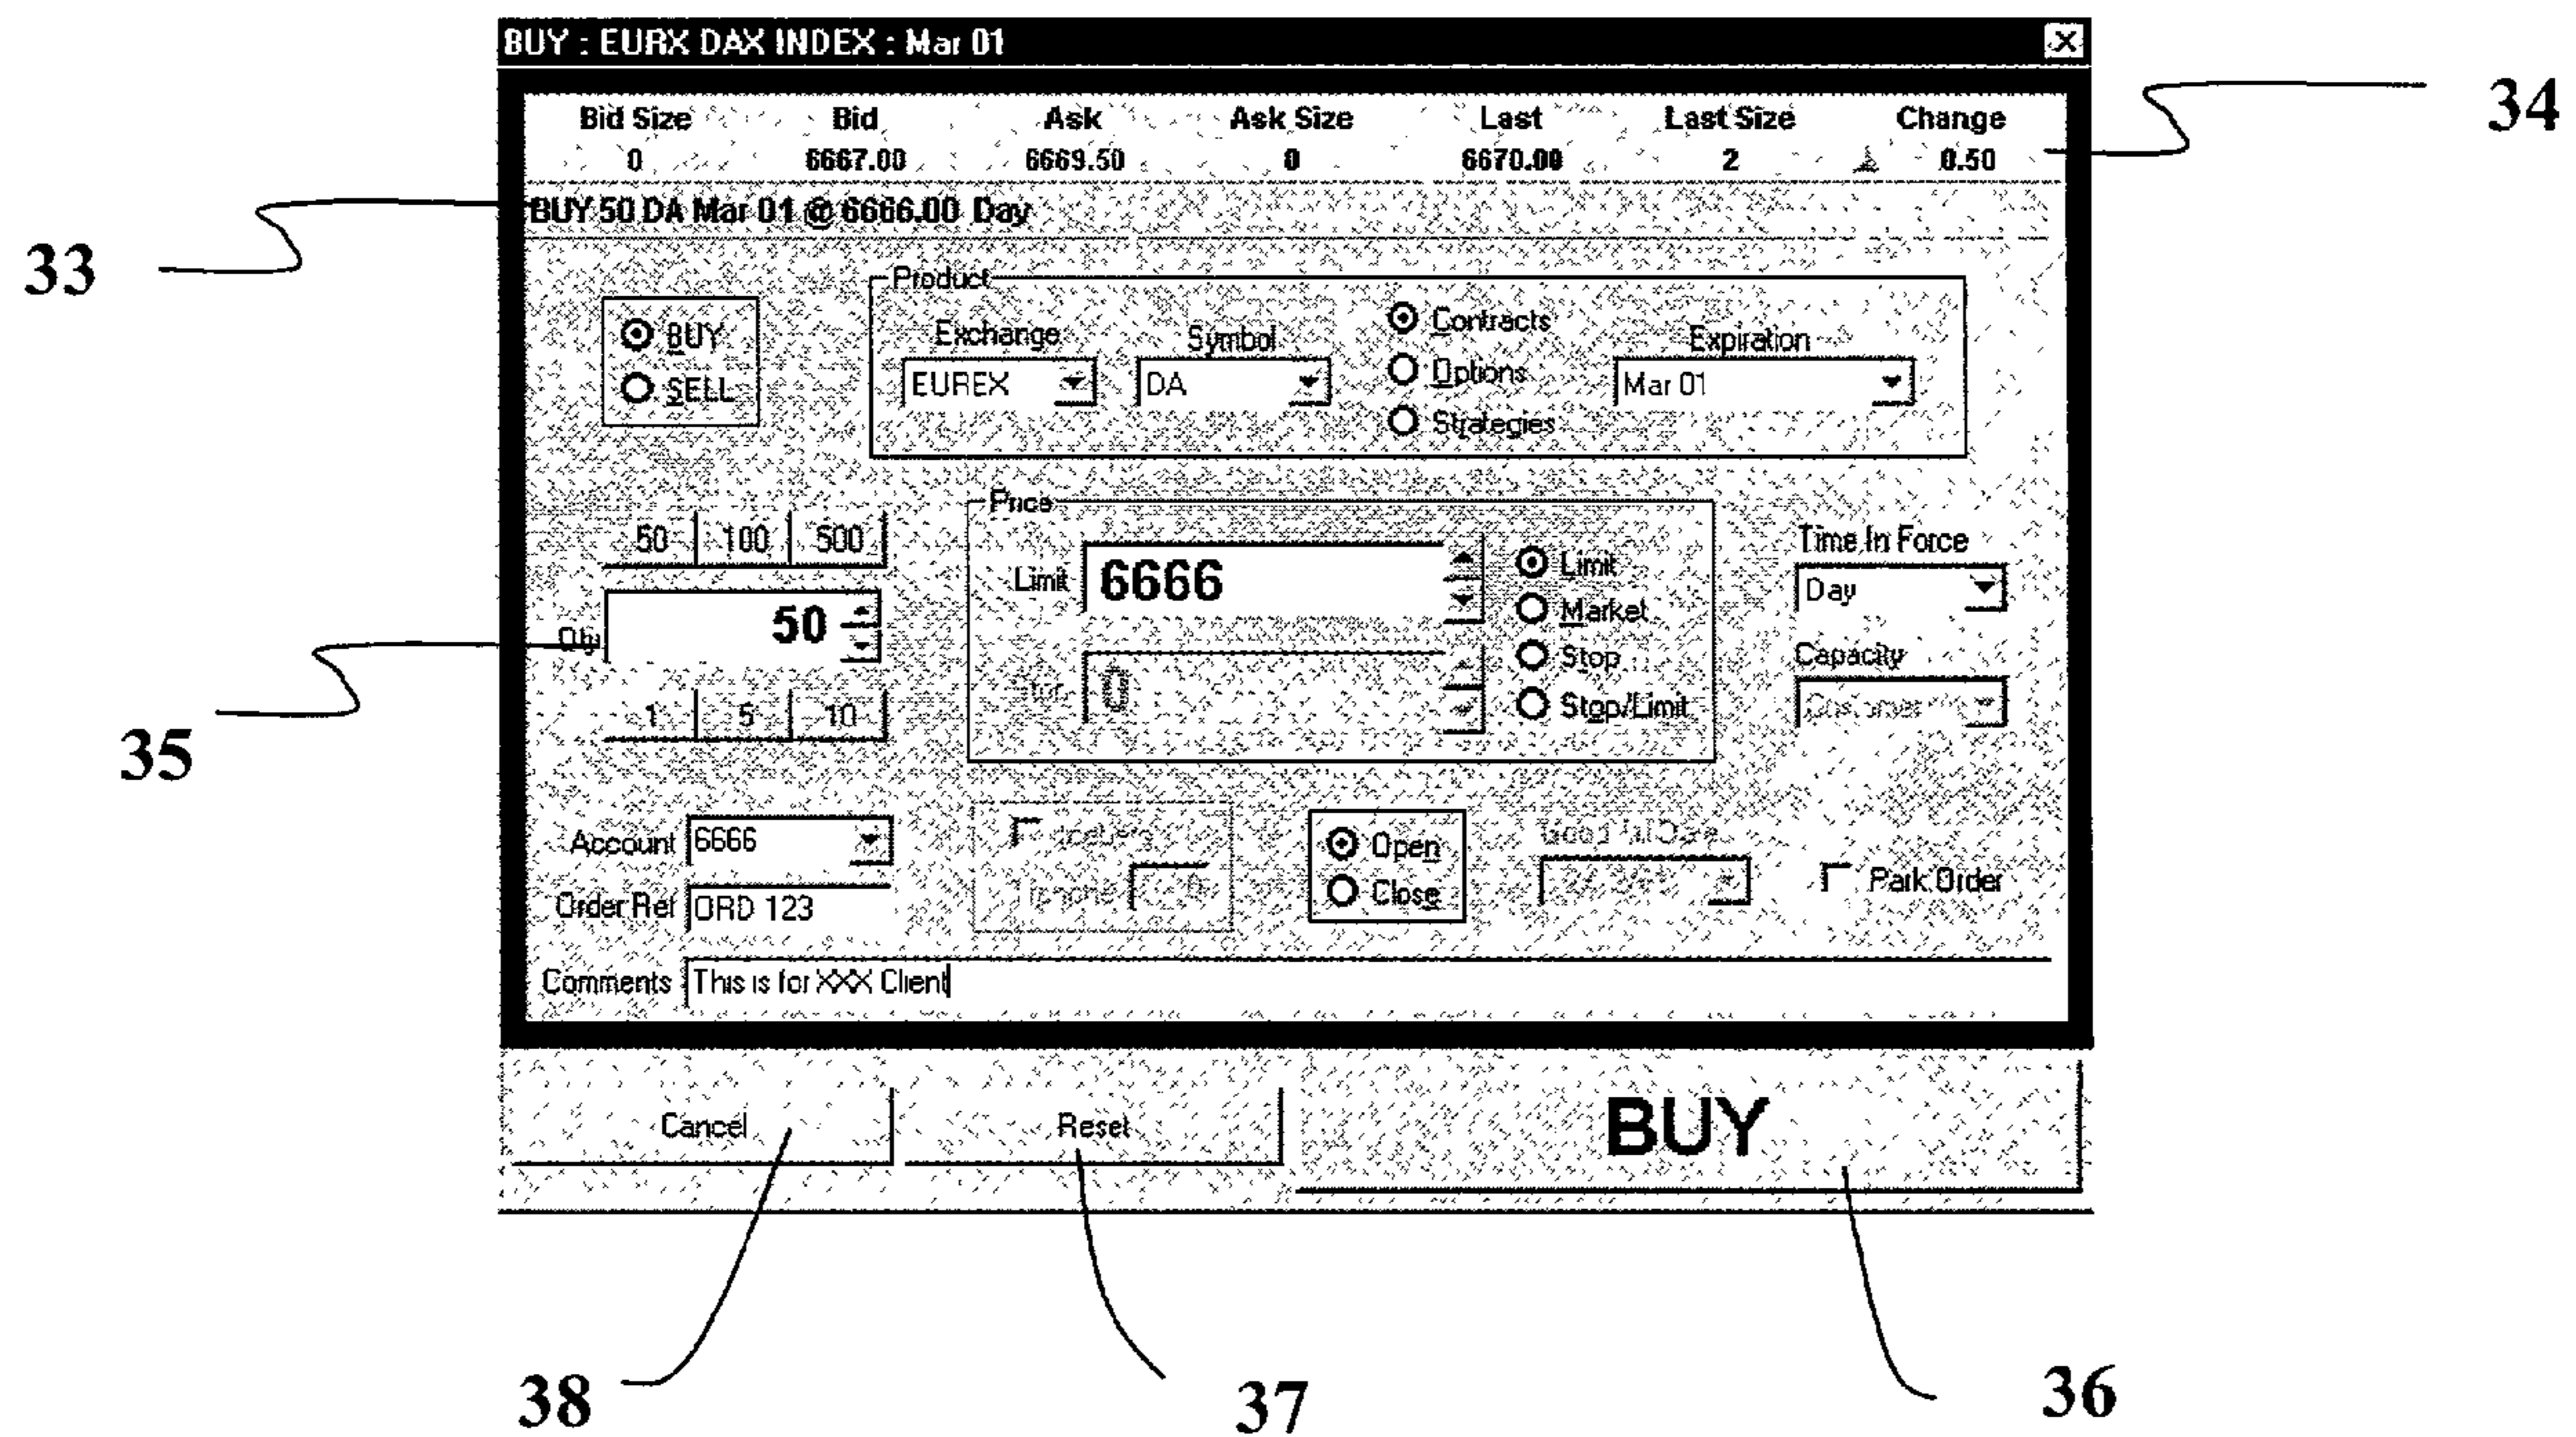 BUY : EURX DAX INDEX : Mar 01
Bid Size Bid Ask Ask Size Last Last Size Change
0 6667.00 6669.50 0 6670.00 2 0.50
34
BUY 50 DA Mar 01 @ 6666.00 Day
33
Product
BUY
SELL
Exchange
EUREX
Symbol
DA
Contracts
Options
Strategies
Expiration
Mar 01
50 100 500
Qty 50
1 5 10
35
Price
Limit 6666
0
Limit
Market
Stop
Stop/Limit
Time In Force
Day
Capacity
Customer
Account 6666
Order Ref ORD 123
Open
Close
Good Till Date
Park Order
Comments This is for XXX Client
Cancel Reset BUY
38 37 36